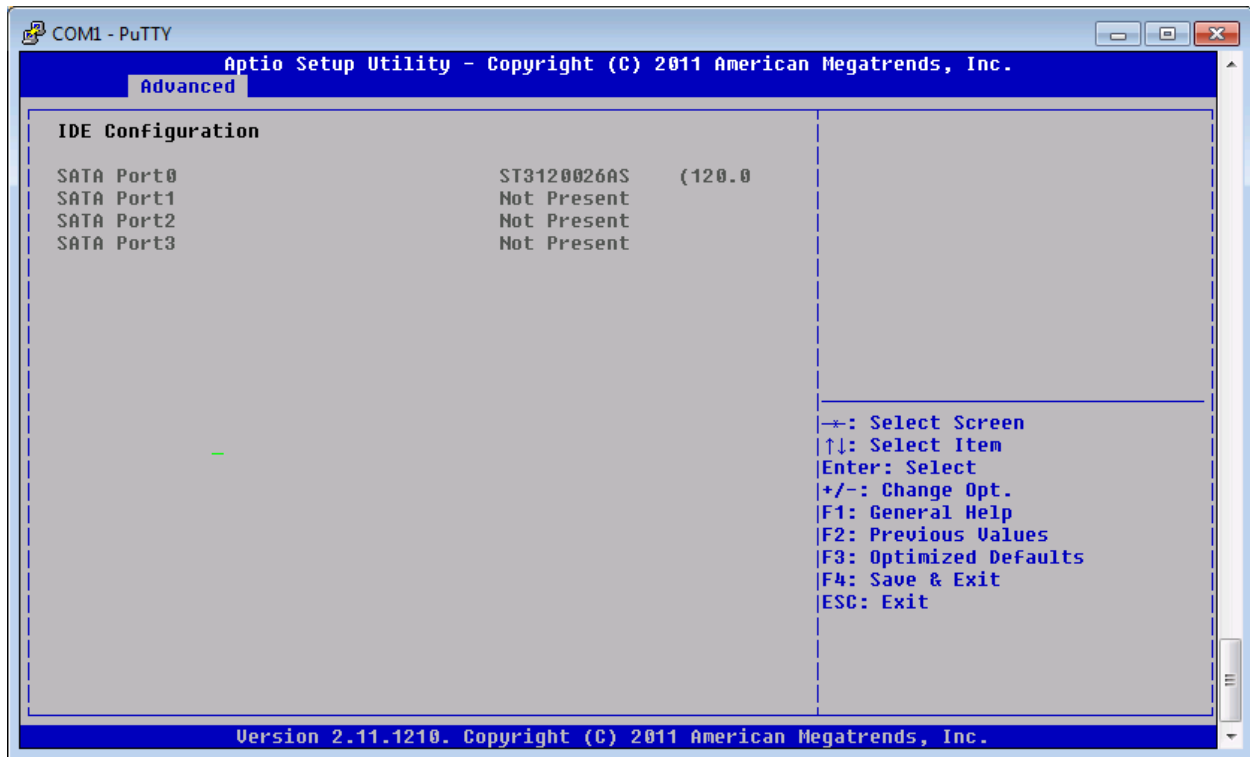 COM1 - PuTTY
Aptio Setup Utility - Copyright (C) 2011 American Megatrends, Inc.
Advanced
IDE Configuration
SATA Port0 ST3120026AS (120.0
SATA Port1 Not Present
SATA Port2 Not Present
SATA Port3 Not Present
→←: Select Screen
↑↓: Select Item
Enter: Select
+/-: Change Opt.
F1: General Help
F2: Previous Values
F3: Optimized Defaults
F4: Save & Exit
ESC: Exit
Version 2.11.1210. Copyright (C) 2011 American Megatrends, Inc.